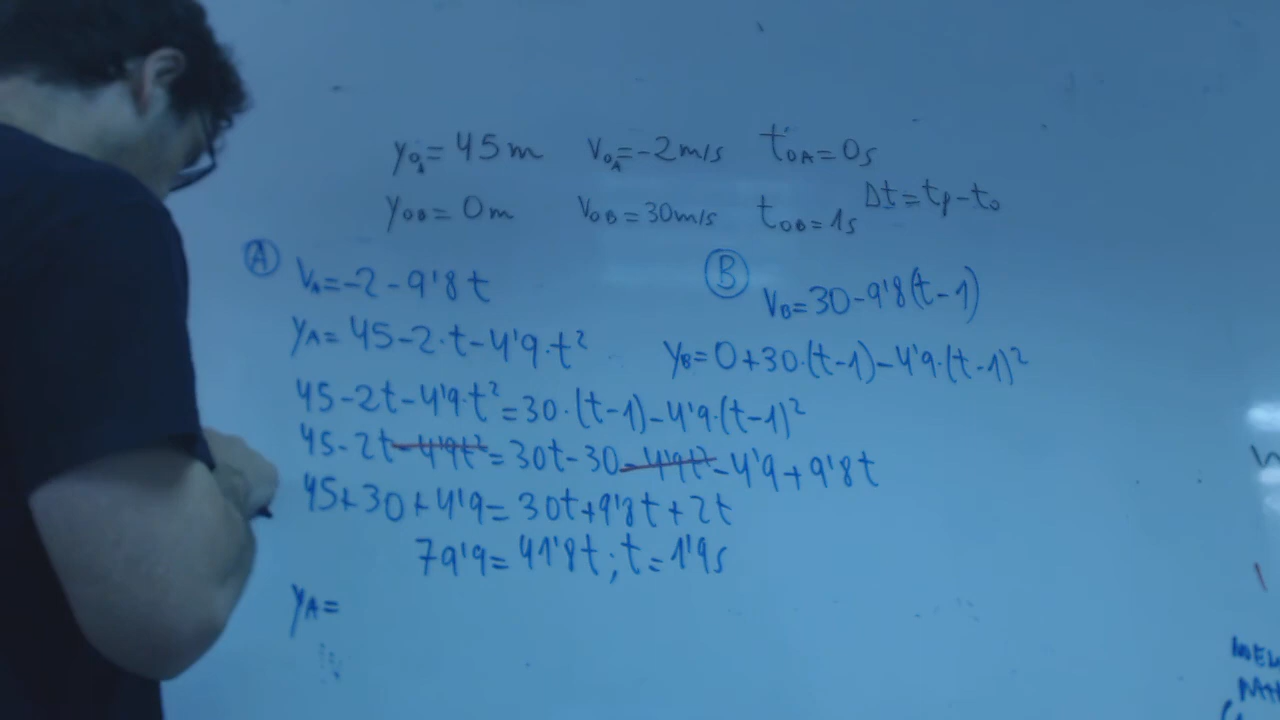 y₀ₐ = 45 m   V₀ₐ = -2 m/s   t₀A = 0s
y₀B = 0 m   V₀B = 30 m/s   t₀B = 1s   Δt = tf - t₀
Ⓐ   VA = -2 - 9'8t   Ⓑ   VB = 30 - 9'8(t-1)
yA = 45 - 2·t - 4'9·t²   yB = 0 + 30·(t-1) - 4'9·(t-1)²
45 - 2t - 4'9·t² = 30·(t-1) - 4'9·(t-1)²
45 - 2t - 4'9t² = 30t - 30 - 4'9t² - 4'9 + 9'8t
45 + 30 + 4'9 = 30t + 9'8t + 2t
79'9 = 41'8t ; t = 1'9s
yA =